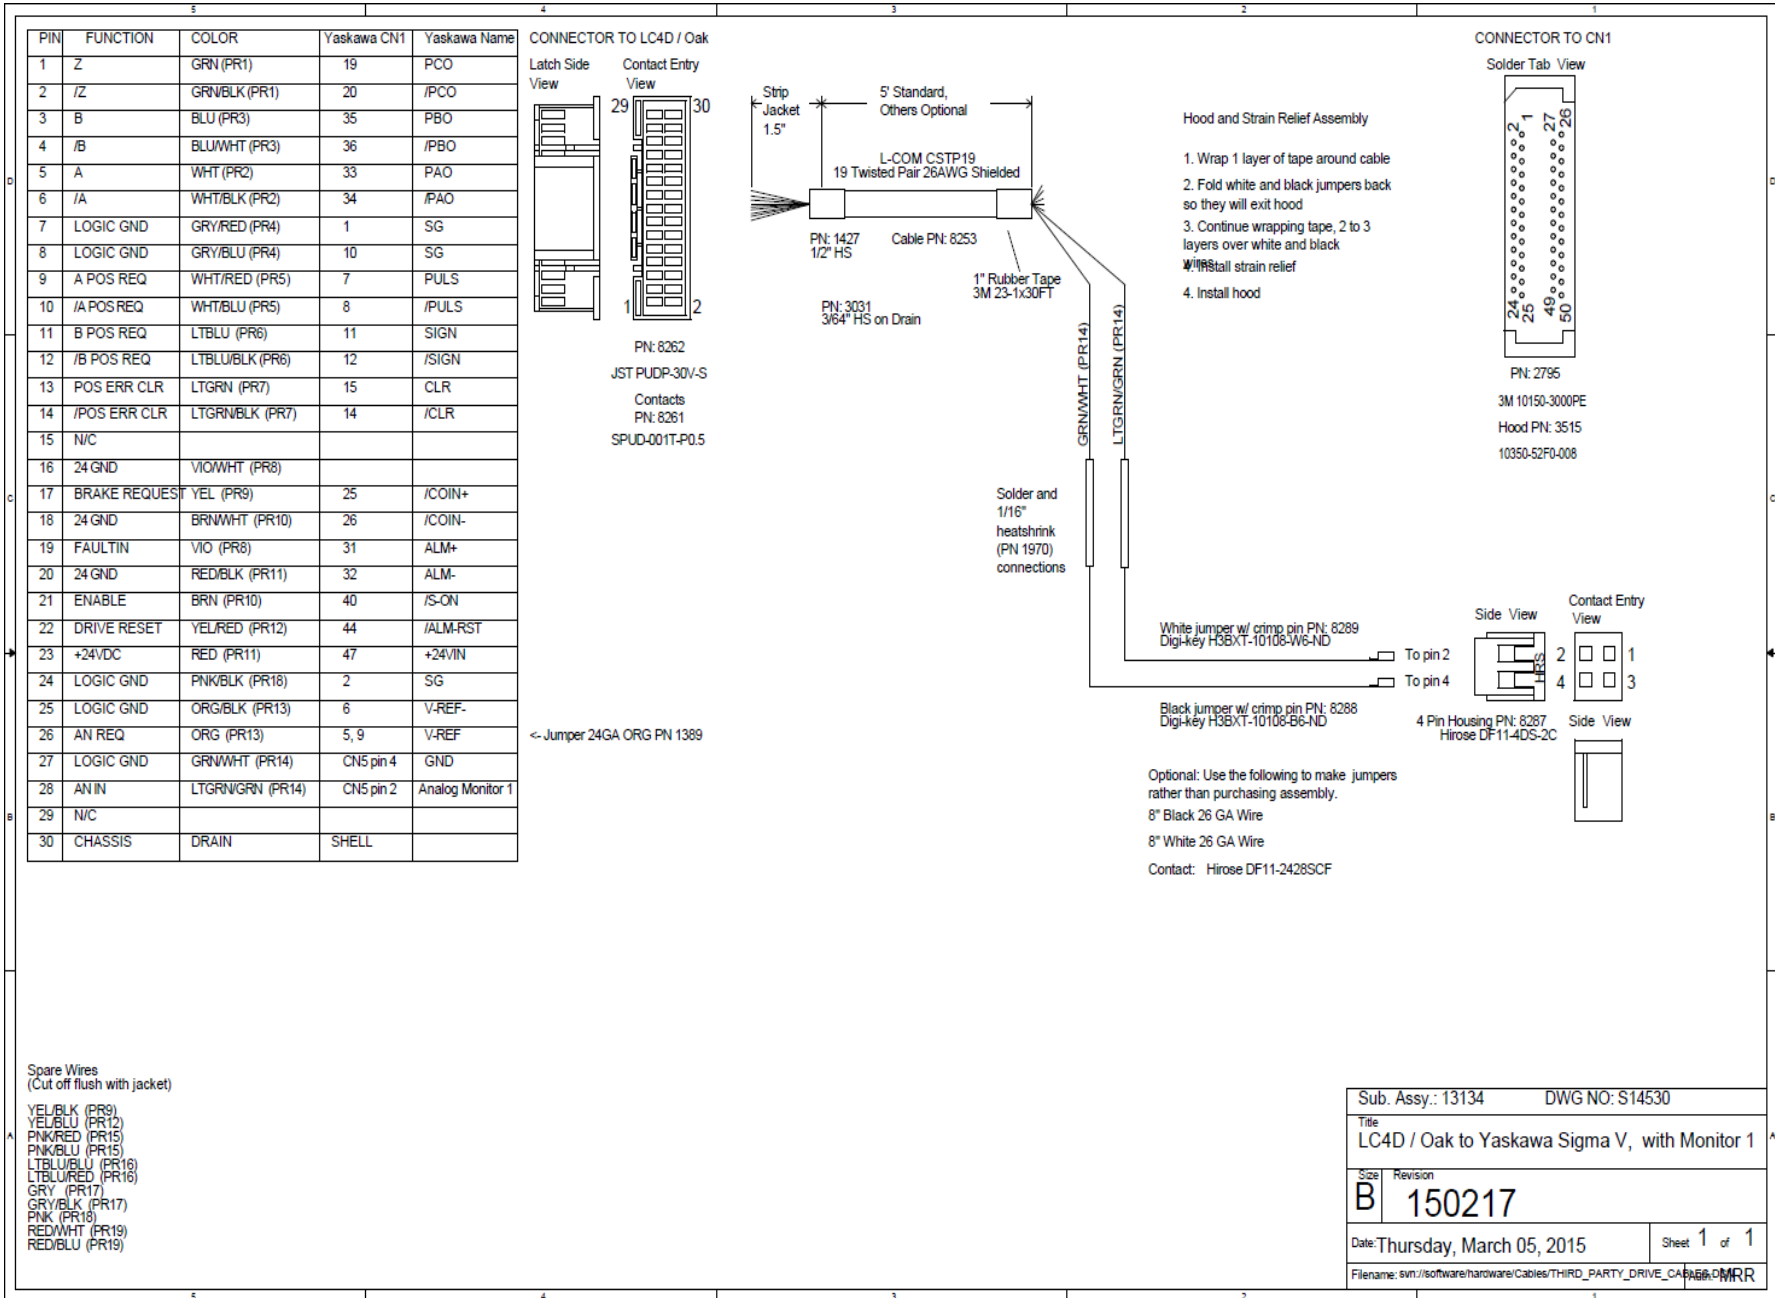 5 4 3 2 1
PIN FUNCTION COLOR Yaskawa CN1 Yaskawa Name
1 Z GRN (PR1) 19 PCO
2 /Z GRN/BLK (PR1) 20 /PCO
3 B BLU (PR3) 35 PBO
4 /B BLU/WHT (PR3) 36 /PBO
5 A WHT (PR2) 33 PAO
6 /A WHT/BLK (PR2) 34 /PAO
7 LOGIC GND GRY/RED (PR4) 1 SG
8 LOGIC GND GRY/BLU (PR4) 10 SG
9 A POS REQ WHT/RED (PR5) 7 PULS
10 /A POS REQ WHT/BLU (PR5) 8 /PULS
11 B POS REQ LTBLU (PR6) 11 SIGN
12 /B POS REQ LTBLU/BLK (PR6) 12 /SIGN
13 POS ERR CLR LTGRN (PR7) 15 CLR
14 /POS ERR CLR LTGRN/BLK (PR7) 14 /CLR
15 N/C
16 24 GND VIO/WHT (PR8)
17 BRAKE REQUEST YEL (PR9) 25 /COIN+
18 24 GND BRN/WHT (PR10) 26 /COIN-
19 FAULTIN VIO (PR8) 31 ALM+
20 24 GND RED/BLK (PR11) 32 ALM-
21 ENABLE BRN (PR10) 40 /S-ON
22 DRIVE RESET YEL/RED (PR12) 44 /ALM-RST
23 +24VDC RED (PR11) 47 +24VIN
24 LOGIC GND PNK/BLK (PR18) 2 SG
25 LOGIC GND ORG/BLK (PR13) 6 V-REF-
26 AN REQ ORG (PR13) 5, 9 V-REF
27 LOGIC GND GRN/WHT (PR14) CN5 pin 4 GND
28 AN IN LTGRN/GRN (PR14) CN5 pin 2 Analog Monitor 1
29 N/C
30 CHASSIS DRAIN SHELL
<- Jumper 24GA ORG PN 1389
CONNECTOR TO LC4D / Oak
Latch Side
View
Contact Entry
View
29 30
1 2
PN: 8262
JST PUDP-30V-S
Contacts
PN: 8261
SPUD-001T-P0.5
Strip
Jacket
1.5"
5' Standard,
Others Optional
L-COM CSTP19
19 Twisted Pair 26AWG Shielded
PN: 1427
1/2" HS
Cable PN: 8253
1" Rubber Tape
3M 23-1x30FT
PN: 3031
3/64" HS on Drain
GRN/WHT (PR14)
LTGRN/GRN (PR14)
Solder and
1/16"
heatshrink
(PN 1970)
connections
Hood and Strain Relief Assembly
1. Wrap 1 layer of tape around cable
2. Fold white and black jumpers back
so they will exit hood
3. Continue wrapping tape, 2 to 3
layers over white and black
wires
4. Install strain relief
4. Install hood
CONNECTOR TO CN1
Solder Tab View
2 1 27 26
24 25 49 50
PN: 2795
3M 10150-3000PE
Hood PN: 3515
10350-52F0-008
White jumper w/ crimp pin PN: 8289
Digi-key H3BXT-10108-W6-ND
To pin 2
To pin 4
Black jumper w/ crimp pin PN: 8288
Digi-key H3BXT-10108-B6-ND
Side View
Contact Entry
View
HRS
2 1
4 3
4 Pin Housing PN: 8287
Hirose DF11-4DS-2C
Side View
Optional: Use the following to make jumpers
rather than purchasing assembly.
8" Black 26 GA Wire
8" White 26 GA Wire
Contact: Hirose DF11-2428SCF
Spare Wires
(Cut off flush with jacket)
YEL/BLK (PR9)
YEL/BLU (PR12)
PNK/RED (PR15)
PNK/BLU (PR15)
LTBLU/BLU (PR16)
LTBLU/RED (PR16)
GRY (PR17)
GRY/BLK (PR17)
PNK (PR18)
RED/WHT (PR19)
RED/BLU (PR19)
Sub. Assy.: 13134 DWG NO: S14530
Title
LC4D / Oak to Yaskawa Sigma V, with Monitor 1
Size Revision
B 150217
Date: Thursday, March 05, 2015 Sheet 1 of 1
Filename: svn://software/hardware/Cables/THIRD_PARTY_DRIVE_CABLES MRR
D D
C C
B B
A A
5 4 3 2 1